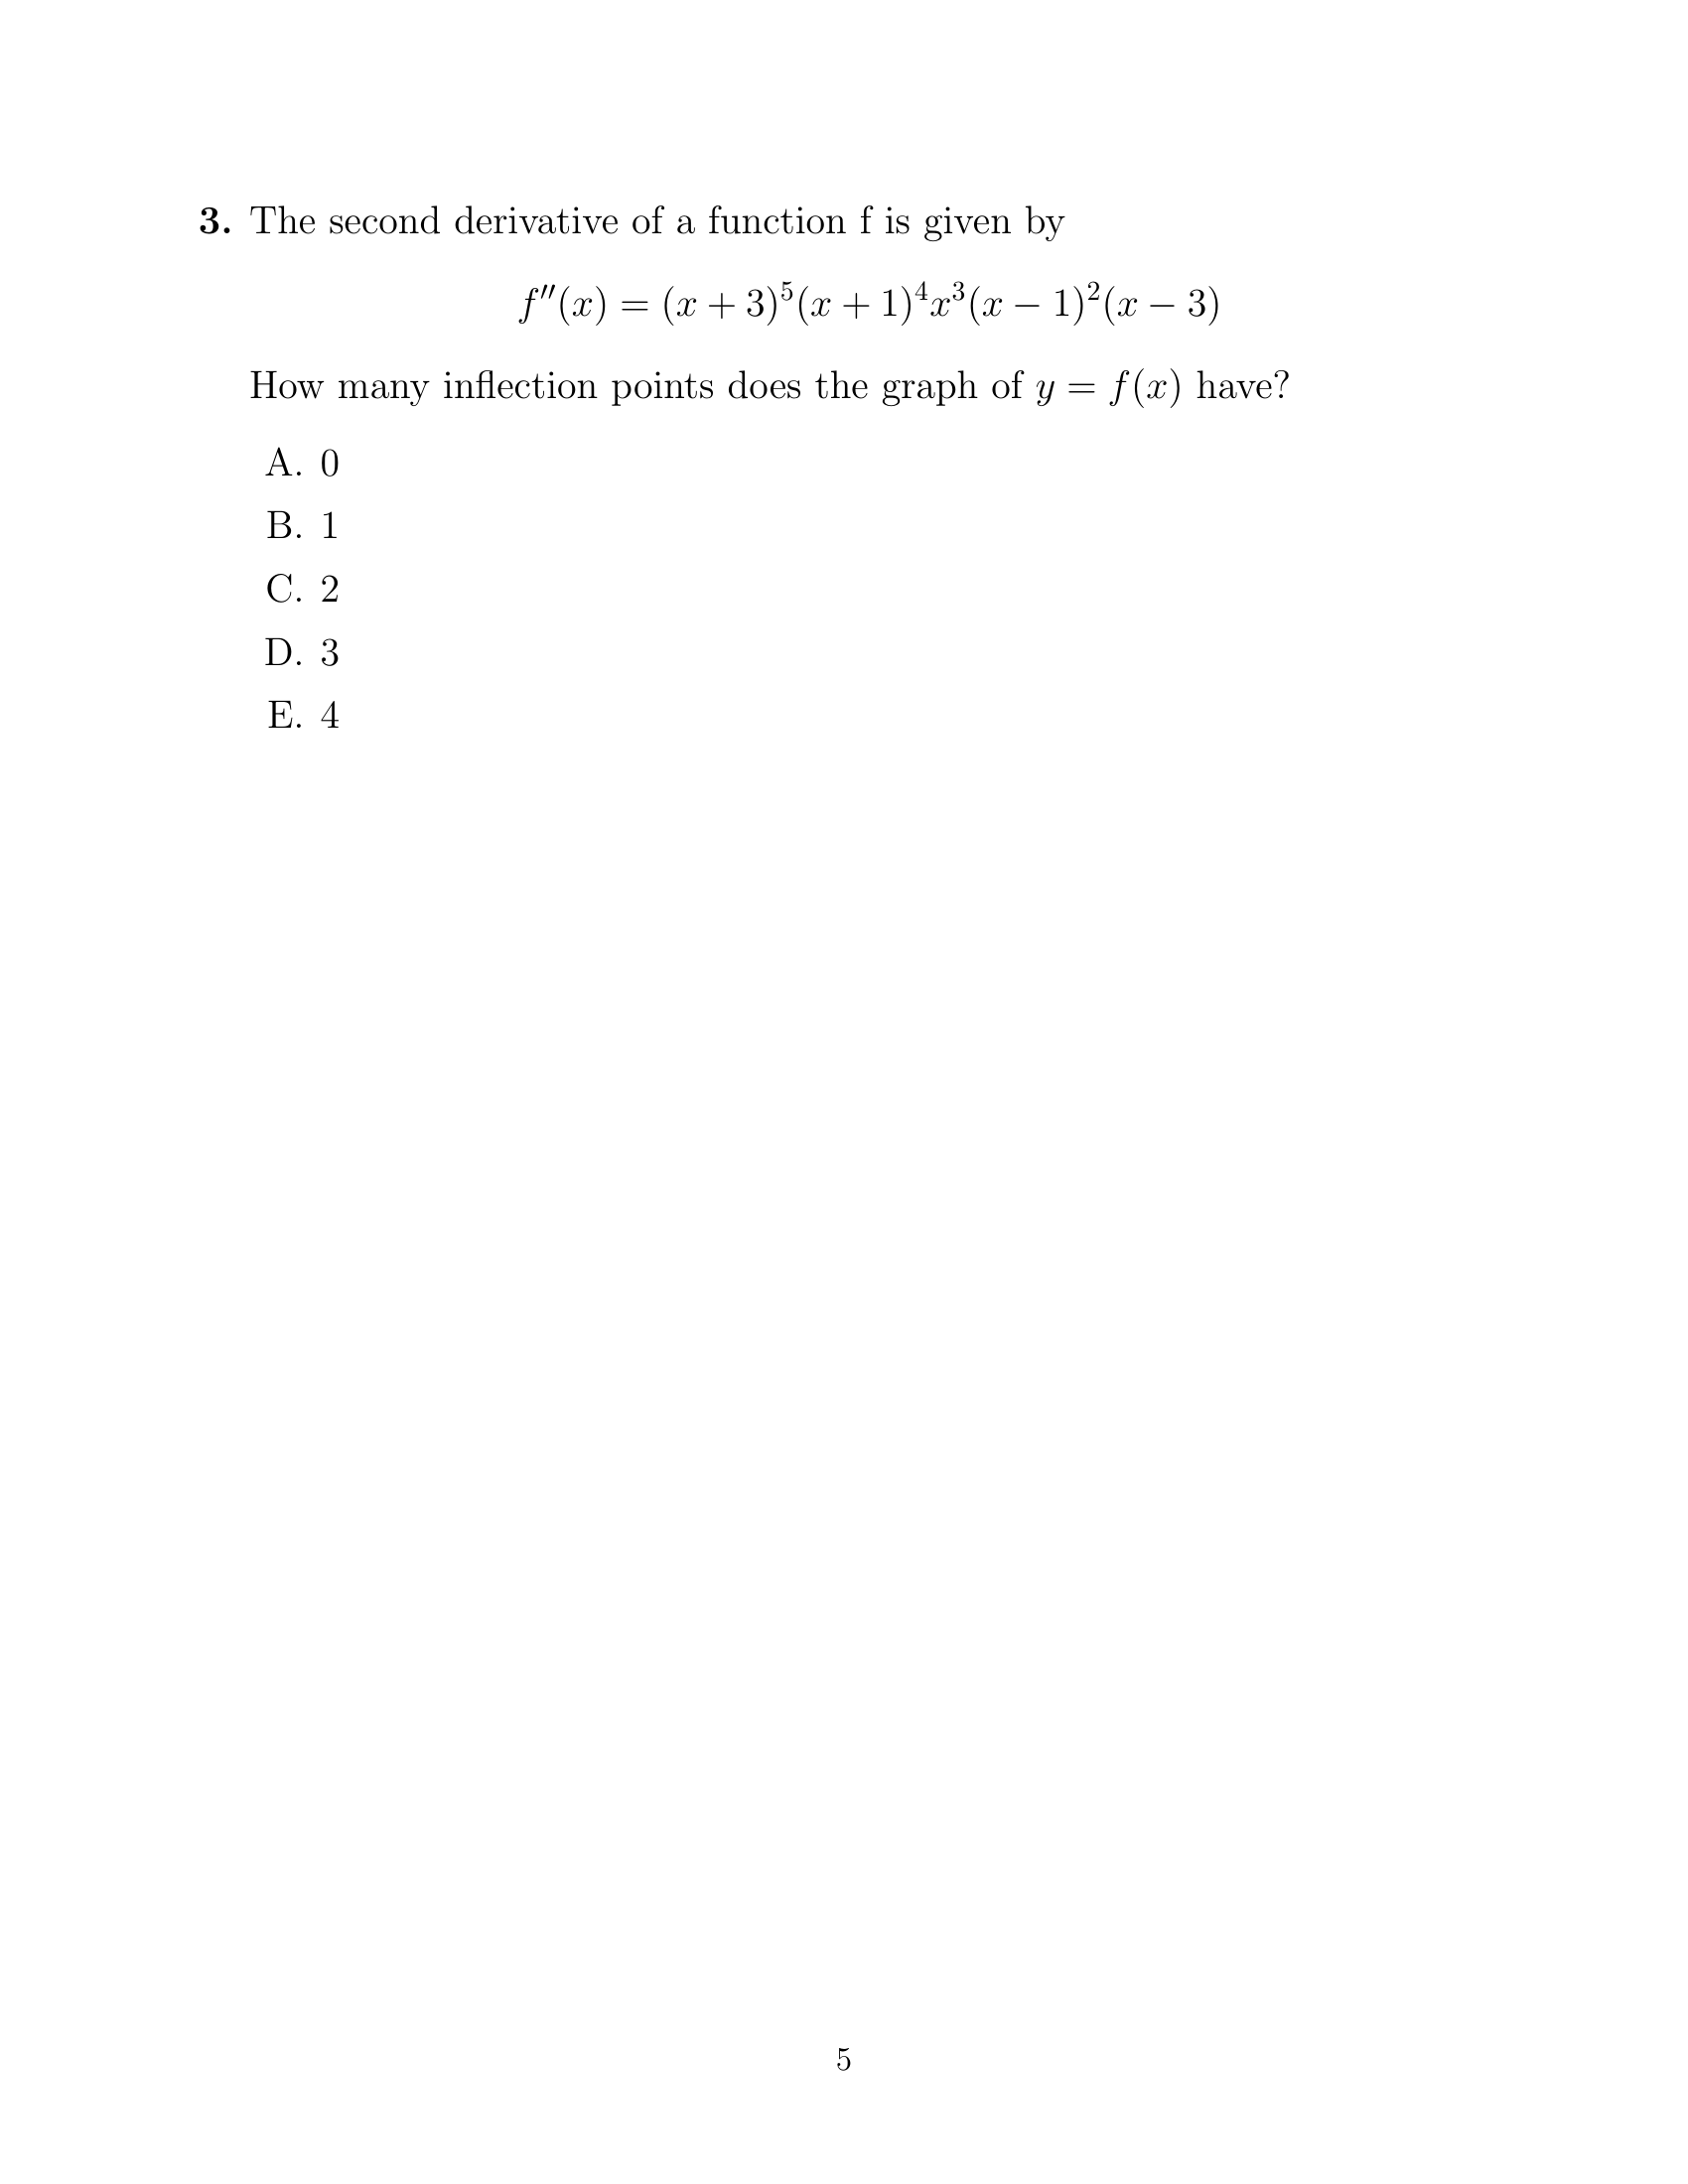 3. The second derivative of a function f is given by
f''(x) = (x + 3)^5(x + 1)^4x^3(x − 1)^2(x − 3)
How many inflection points does the graph of y = f(x) have?
A. 0
B. 1
C. 2
D. 3
E. 4
5